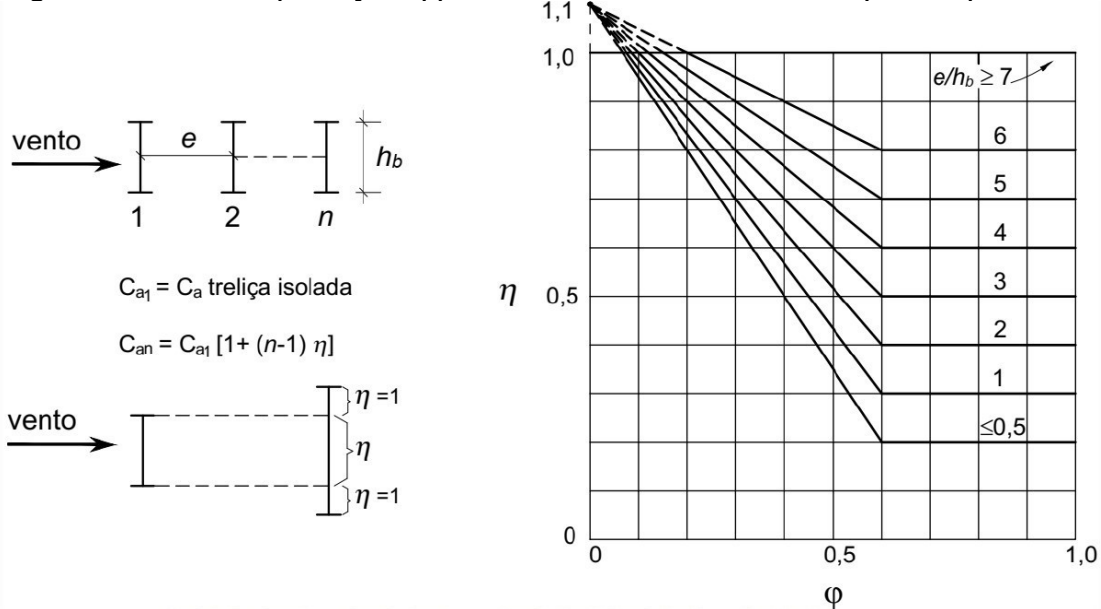 vento
e
h_b
1 2 n
C_a1 = C_a treliça isolada
C_an = C_a1 [1+ (n-1) η]
vento
η =1
η
η =1
1,1
1,0
η 0,5
0
0 0,5 1,0
φ
e/h_b ≥ 7
6
5
4
3
2
1
≤0,5